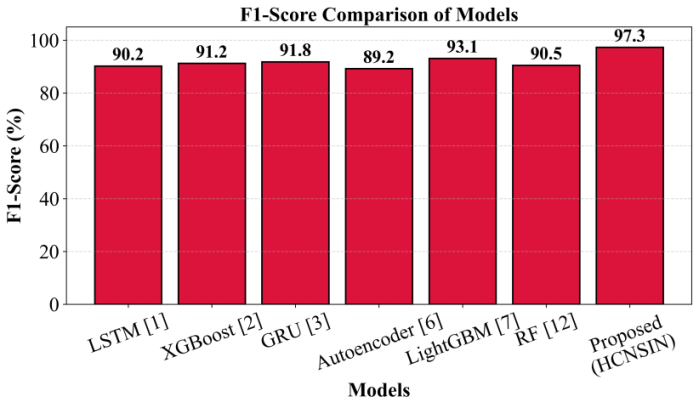 F1-Score Comparison of Models
F1-Score (%)
100
80
60
40
20
0
90.2
91.2
91.8
89.2
93.1
90.5
97.3
LSTM [1]
XGBoost [2]
GRU [3]
Autoencoder [6]
LightGBM [7]
RF [12]
Proposed
(HCNSIN)
Models